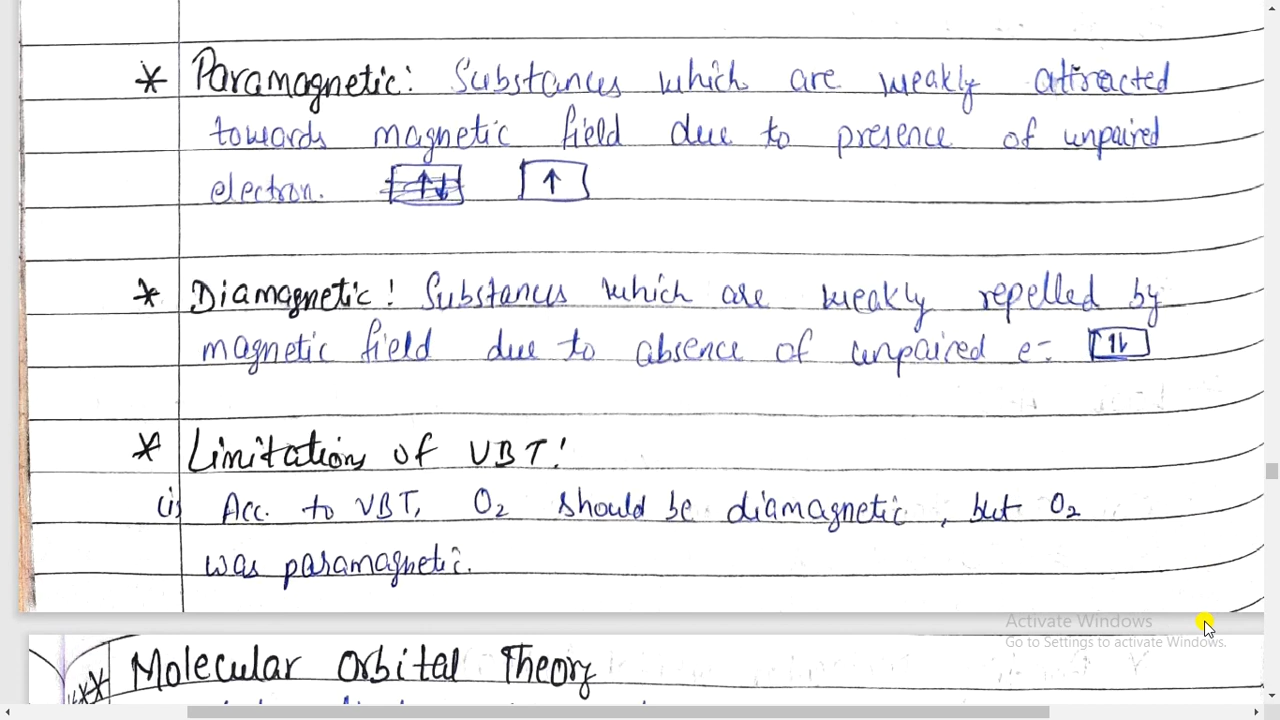 * Paramagnetic: Substances which are weakly attracted
towards magnetic field due to presence of unpaired
electron. ↑↓ ↑
* Diamagnetic: Substances which are weakly repelled by
magnetic field due to absence of unpaired e- ↑↓
* Limitations of VBT:
(i) Acc. to VBT, O2 should be diamagnetic, but O2
was paramagnetic.
Activate Windows
Go to Settings to activate Windows.
** Molecular Orbital Theory